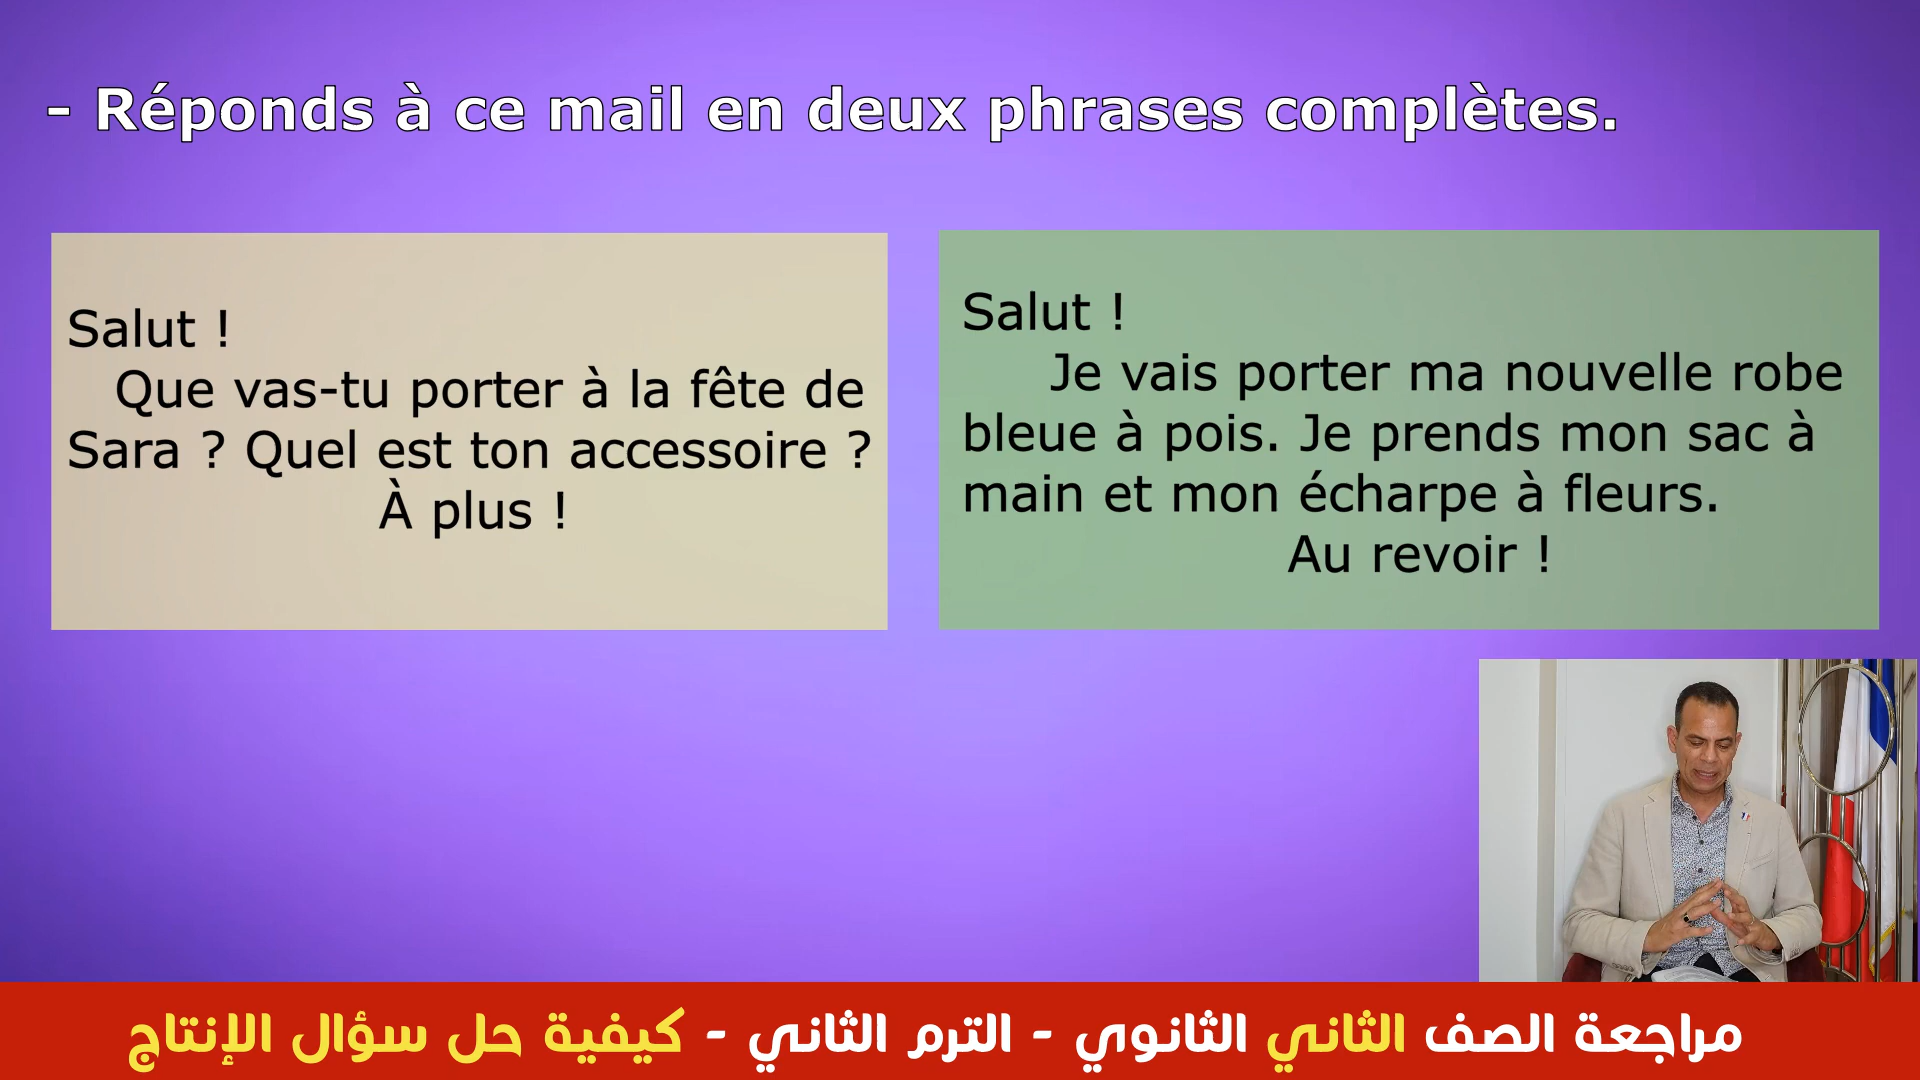 - Réponds à ce mail en deux phrases complètes.
Salut !
Que vas-tu porter à la fête de
Sara ? Quel est ton accessoire ?
À plus !
Salut !
Je vais porter ma nouvelle robe
bleue à pois. Je prends mon sac à
main et mon écharpe à fleurs.
Au revoir !
مراجعة الصف الثاني الثانوي - الترم الثاني - كيفية حل سؤال الإنتاج